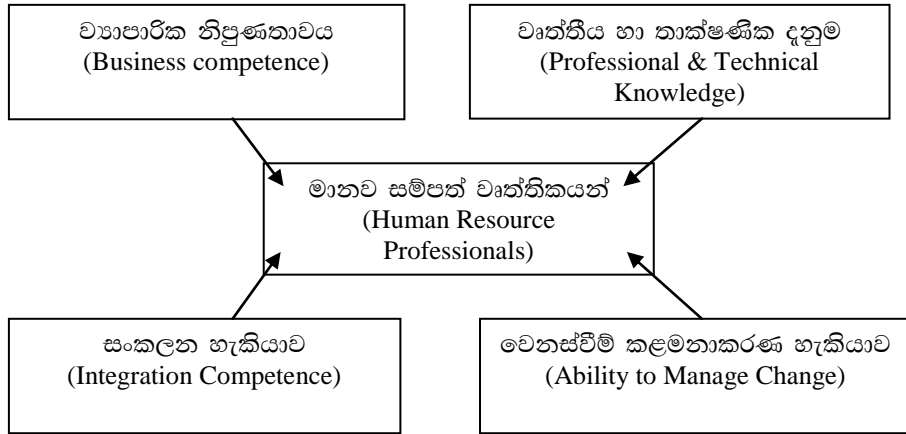 ව්‍යාපාරික නිපුණතාවය
(Business competence)
වෘත්තීය හා තාක්ෂණික දැනුම
(Professional & Technical
Knowledge)
මානව සම්පත් වෘත්තිකයන්
(Human Resource
Professionals)
සංකලන හැකියාව
(Integration Competence)
වෙනස්වීම් කළමනාකරණ හැකියාව
(Ability to Manage Change)